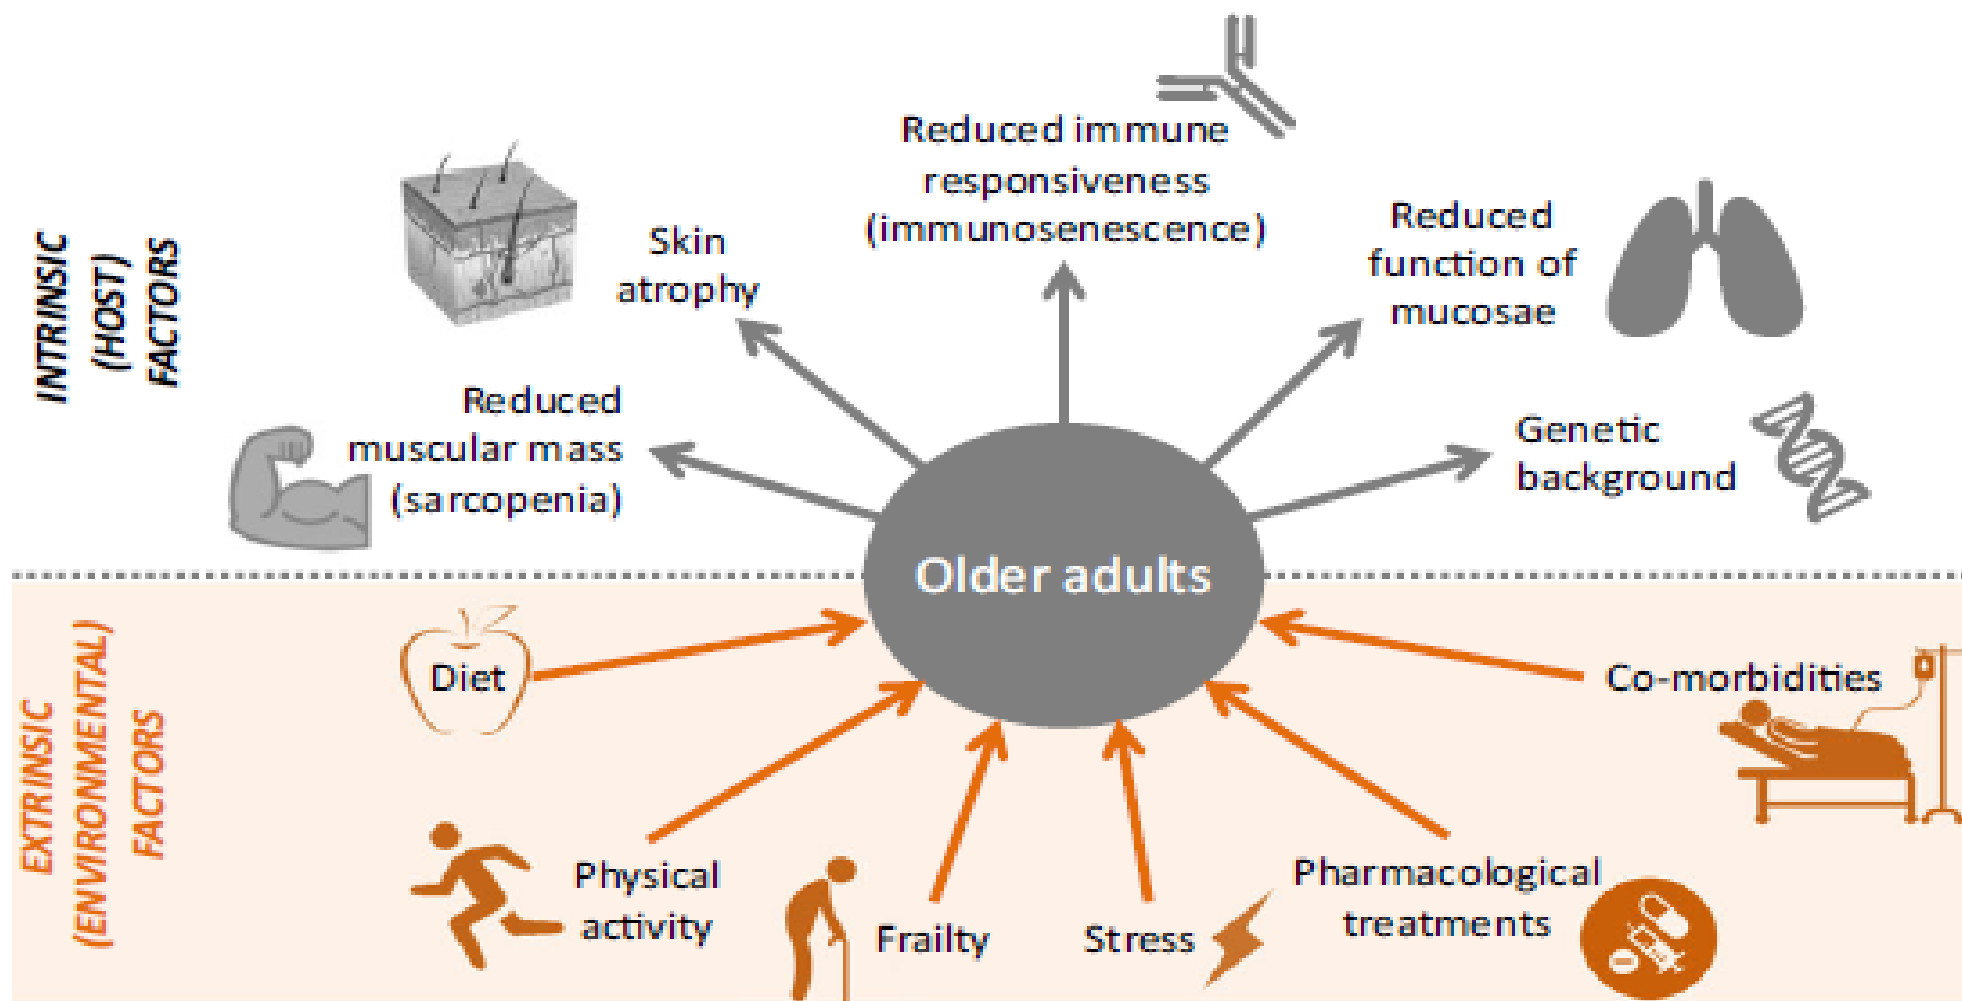 INTRINSIC
(HOST)
FACTORS
Reduced immune
responsiveness
(immunosenescence)
Skin
atrophy
Reduced
function of
mucosae
Reduced
muscular mass
(sarcopenia)
Genetic
background
Older adults
EXTRINSIC
(ENVIRONMENTAL)
FACTORS
Diet
Co-morbidities
Physical
activity
Frailty
Stress
Pharmacological
treatments